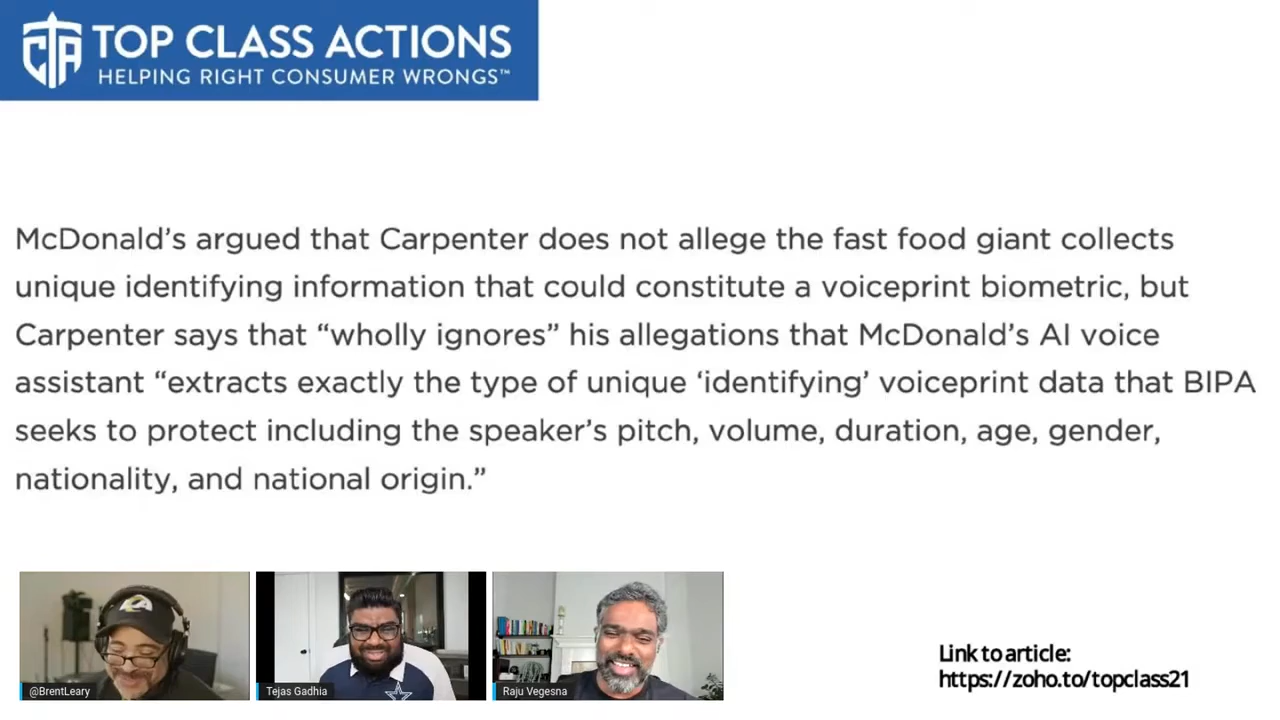 CTA TOP CLASS ACTIONS
HELPING RIGHT CONSUMER WRONGS™
McDonald's argued that Carpenter does not allege the fast food giant collects
unique identifying information that could constitute a voiceprint biometric, but
Carpenter says that “wholly ignores” his allegations that McDonald's AI voice
assistant “extracts exactly the type of unique ‘identifying’ voiceprint data that BIPA
seeks to protect including the speaker's pitch, volume, duration, age, gender,
nationality, and national origin.”
@BrentLeary
Tejas Gadhia
Raju Vegesna
Link to article:
https://zoho.to/topclass21